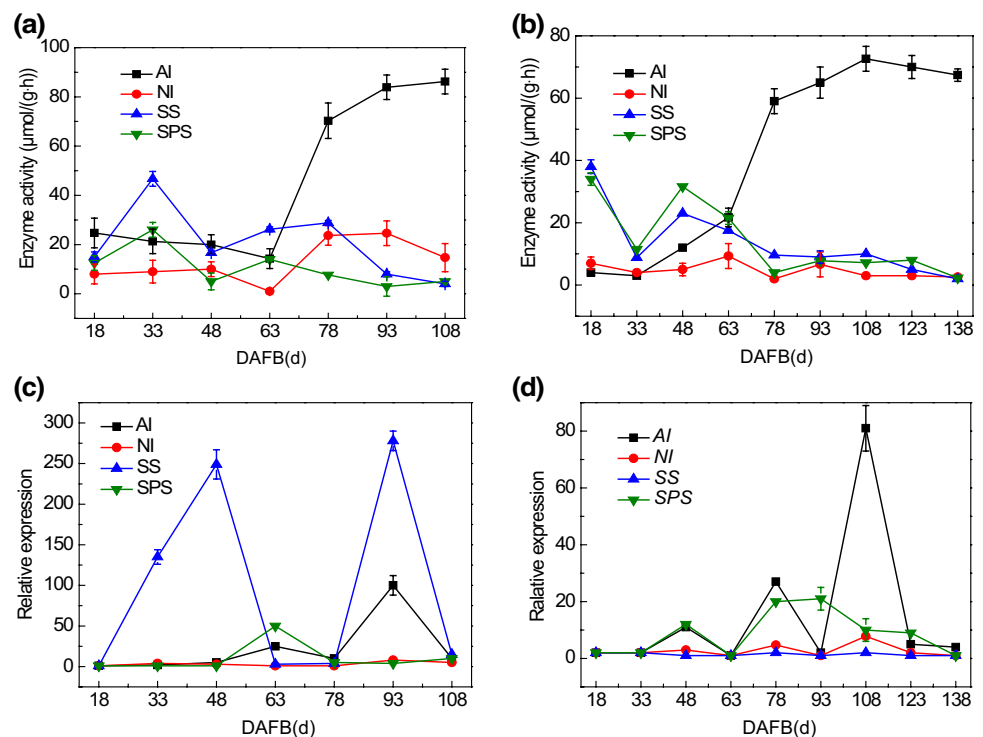 (a)
Enzyme activity (μmol/(g·h))
100
80
60
40
20
0
AI
NI
SS
SPS
18 33 48 63 78 93 108
DAFB(d)
(b)
Enzyme activity (μmol/(g·h))
80
60
40
20
0
AI
NI
SS
SPS
18 33 48 63 78 93 108 123 138
DAFB(d)
(c)
Relative expression
300
250
200
150
100
50
0
AI
NI
SS
SPS
18 33 48 63 78 93 108
DAFB(d)
(d)
Ralative expression
80
60
40
20
0
AI
NI
SS
SPS
18 33 48 63 78 93 108 123 138
DAFB(d)